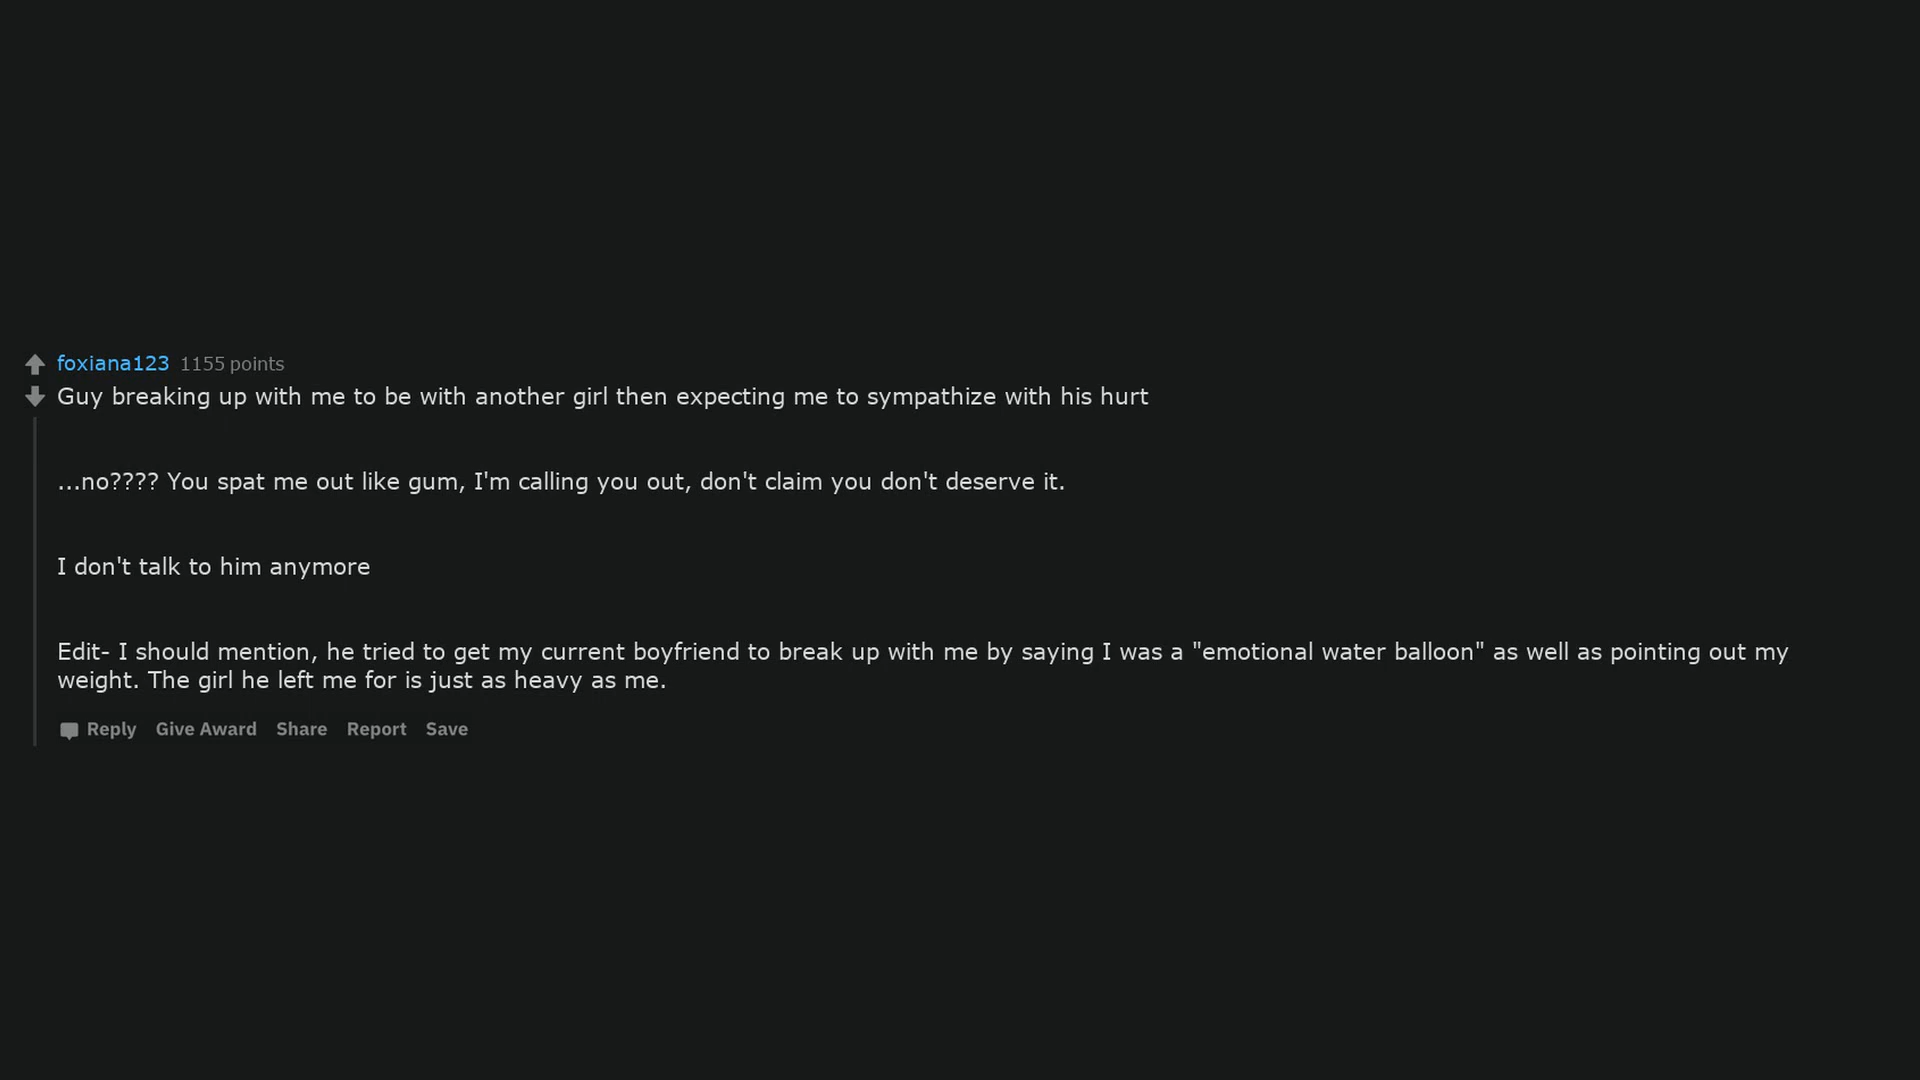 foxiana123 1155 points
Guy breaking up with me to be with another girl then expecting me to sympathize with his hurt
...no???? You spat me out like gum, I'm calling you out, don't claim you don't deserve it.
I don't talk to him anymore
Edit- I should mention, he tried to get my current boyfriend to break up with me by saying I was a "emotional water balloon" as well as pointing out my
weight. The girl he left me for is just as heavy as me.
Reply Give Award Share Report Save